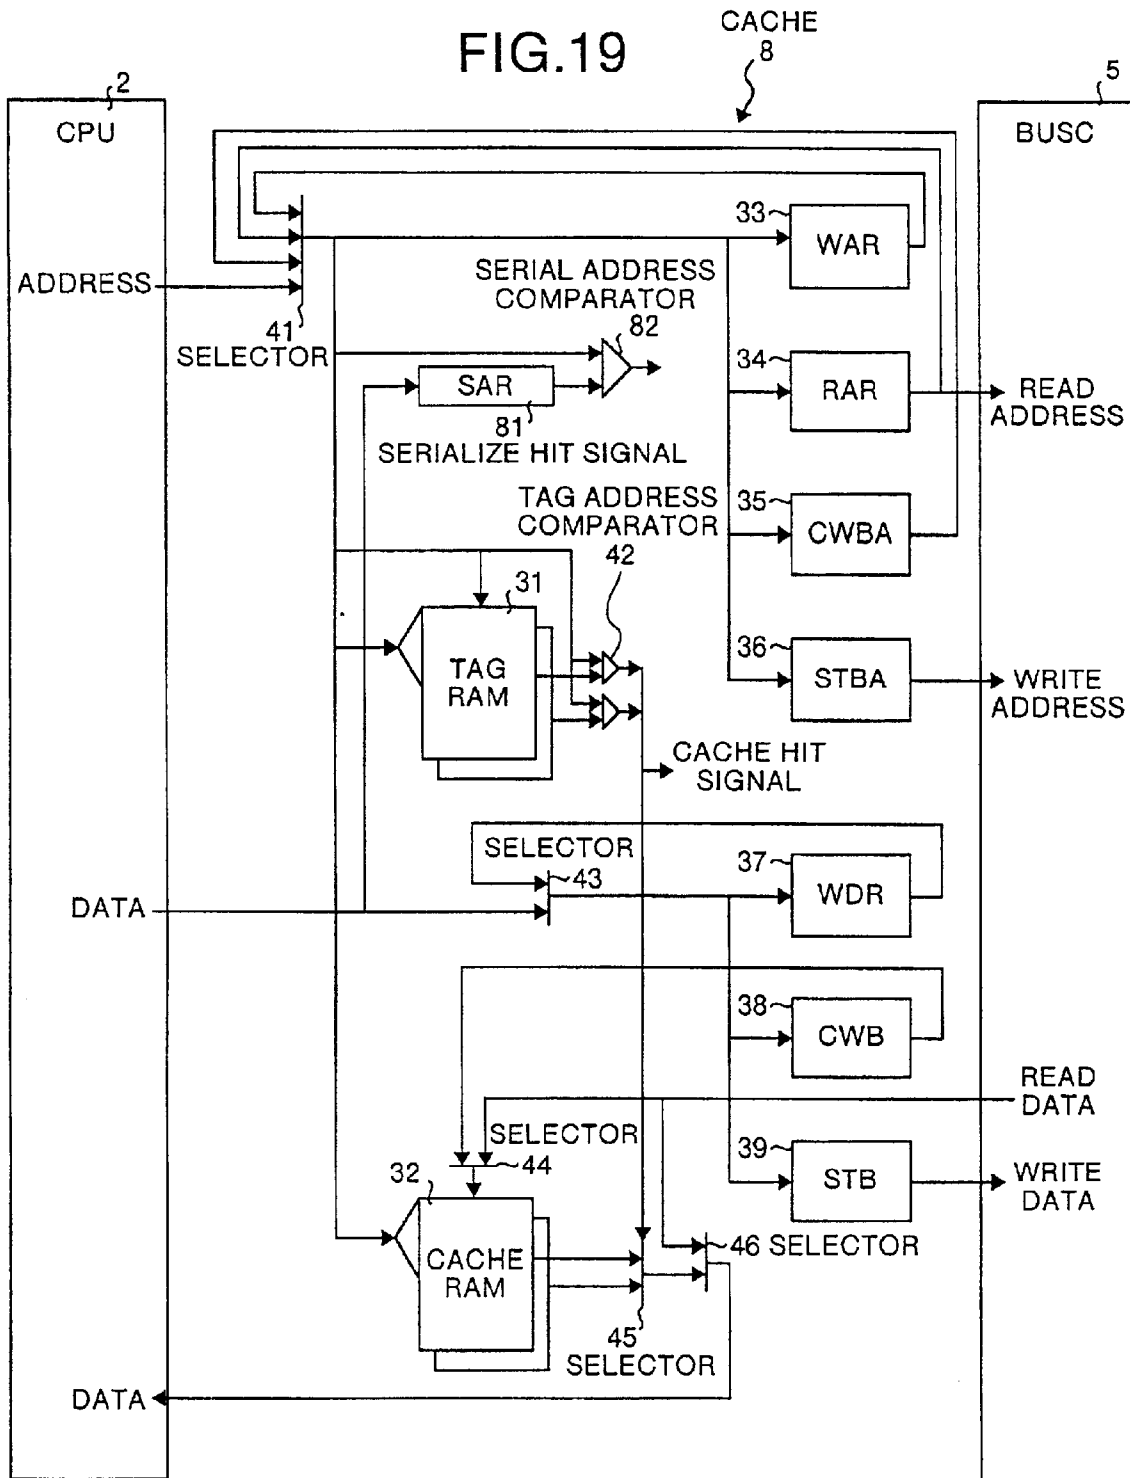 FIG.19
CACHE
8
2
5
CPU
BUSC
33
WAR
ADDRESS
SERIAL ADDRESS
COMPARATOR
41
SELECTOR
82
34
RAR
READ
ADDRESS
SAR
81
SERIALIZE HIT SIGNAL
TAG ADDRESS
COMPARATOR
42
35
CWBA
31
TAG
RAM
36
STBA
WRITE
ADDRESS
CACHE HIT
SIGNAL
SELECTOR
43
37
WDR
DATA
38
CWB
READ
DATA
SELECTOR
44
39
STB
WRITE
DATA
32
CACHE
RAM
46 SELECTOR
45
SELECTOR
DATA